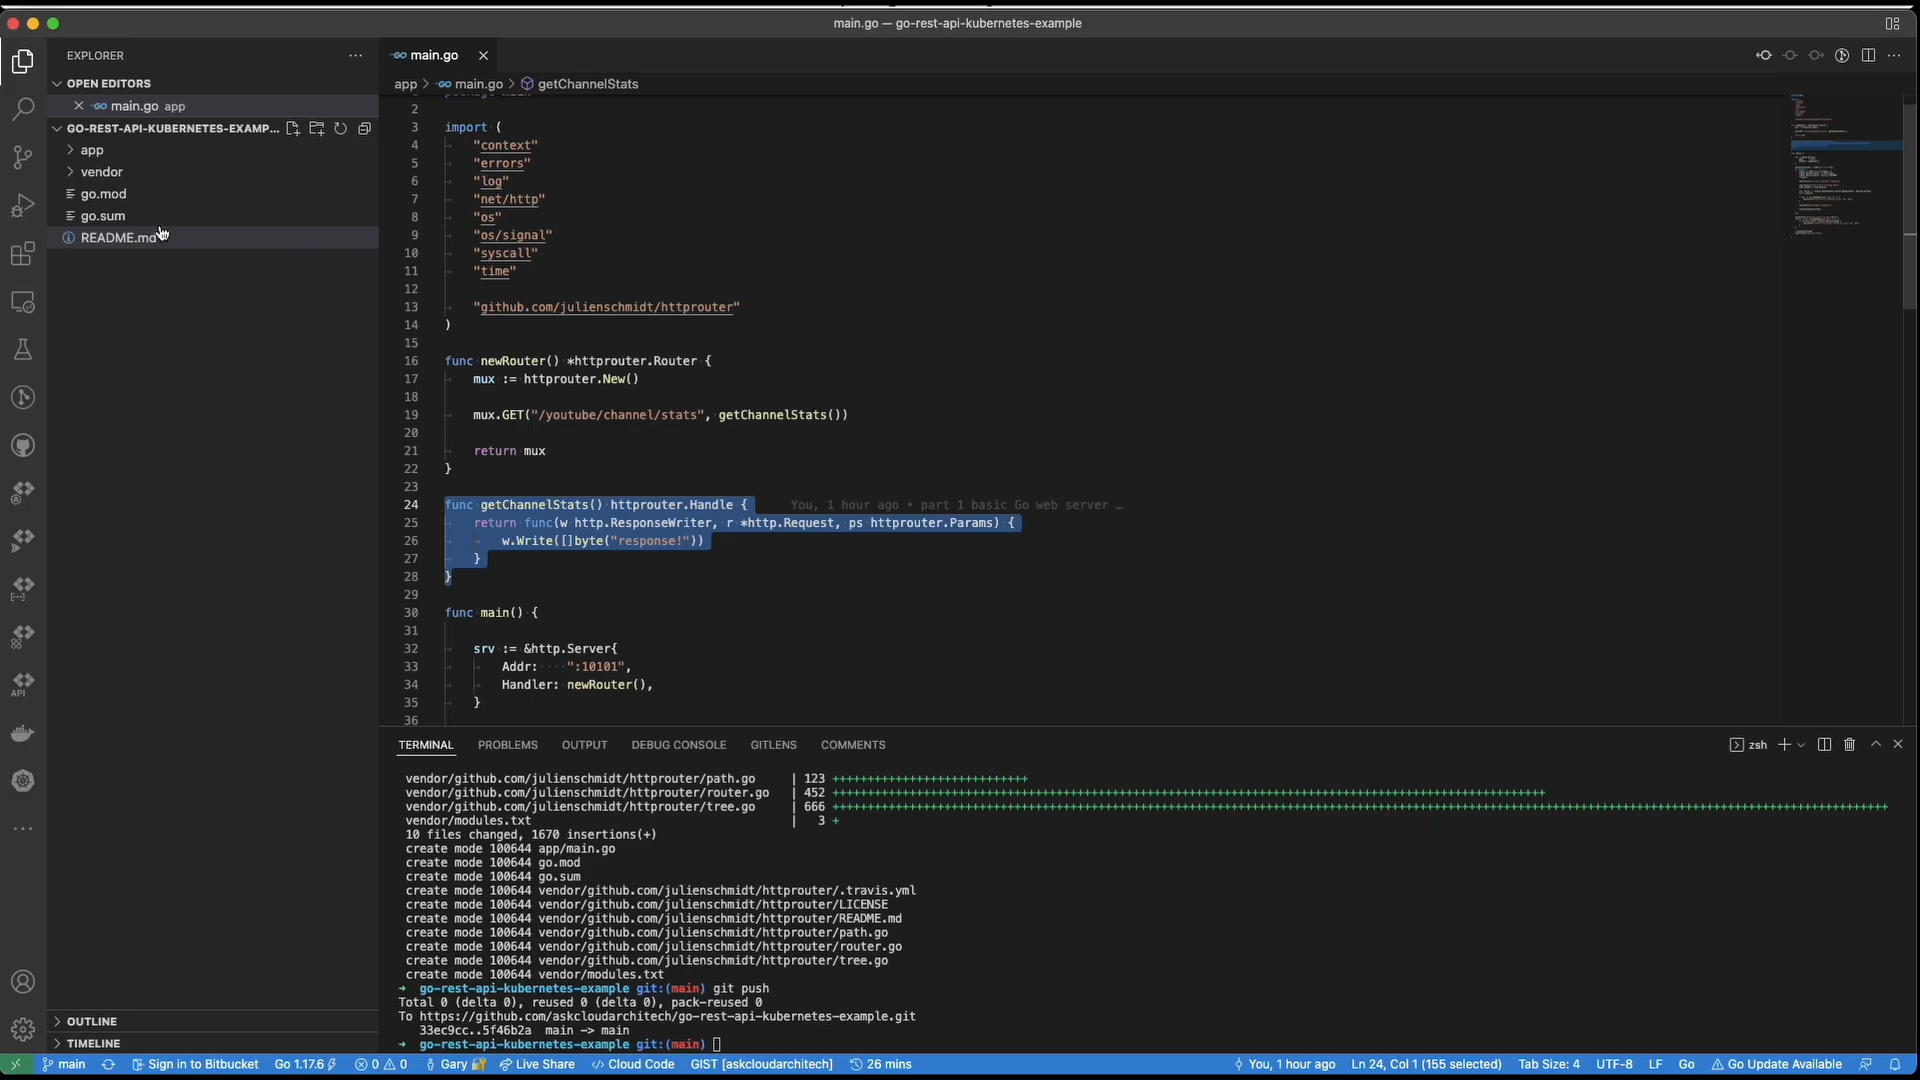 main.go — go-rest-api-kubernetes-example
EXPLORER
OPEN EDITORS
main.go app
GO-REST-API-KUBERNETES-EXAMP...
app
vendor
go.mod
go.sum
README.md
OUTLINE
TIMELINE
main.go
app > main.go > getChannelStats
2
3 import (
4 "context"
5 "errors"
6 "log"
7 "net/http"
8 "os"
9 "os/signal"
10 "syscall"
11 "time"
12
13 "github.com/julienschmidt/httprouter"
14 )
15
16 func newRouter() *httprouter.Router {
17 mux := httprouter.New()
18
19 mux.GET("/youtube/channel/stats", getChannelStats())
20
21 return mux
22 }
23
24 func getChannelStats() httprouter.Handle { You, 1 hour ago • part 1 basic Go web server …
25 return func(w http.ResponseWriter, r *http.Request, ps httprouter.Params) {
26 w.Write([]byte("response!"))
27 }
28 }
29
30 func main() {
31
32 srv := &http.Server{
33 Addr: ":10101",
34 Handler: newRouter(),
35 }
36
TERMINAL PROBLEMS OUTPUT DEBUG CONSOLE GITLENS COMMENTS
zsh
vendor/github.com/julienschmidt/httprouter/path.go | 123 ++++++++++++++++++++++++++++
vendor/github.com/julienschmidt/httprouter/router.go | 452
vendor/github.com/julienschmidt/httprouter/tree.go | 666
vendor/modules.txt | 3 +
10 files changed, 1670 insertions(+)
create mode 100644 app/main.go
create mode 100644 go.mod
create mode 100644 go.sum
create mode 100644 vendor/github.com/julienschmidt/httprouter/.travis.yml
create mode 100644 vendor/github.com/julienschmidt/httprouter/LICENSE
create mode 100644 vendor/github.com/julienschmidt/httprouter/README.md
create mode 100644 vendor/github.com/julienschmidt/httprouter/path.go
create mode 100644 vendor/github.com/julienschmidt/httprouter/router.go
create mode 100644 vendor/github.com/julienschmidt/httprouter/tree.go
create mode 100644 vendor/modules.txt
➜ go-rest-api-kubernetes-example git:(main) git push
Total 0 (delta 0), reused 0 (delta 0), pack-reused 0
To https://github.com/askcloudarchitech/go-rest-api-kubernetes-example.git
33ec9cc..5f46b2a main -> main
➜ go-rest-api-kubernetes-example git:(main)
API
main Sign in to Bitbucket Go 1.17.6 0 0 Gary Live Share Cloud Code GIST [askcloudarchitech] 26 mins You, 1 hour ago Ln 24, Col 1 (155 selected) Tab Size: 4 UTF-8 LF Go Go Update Available